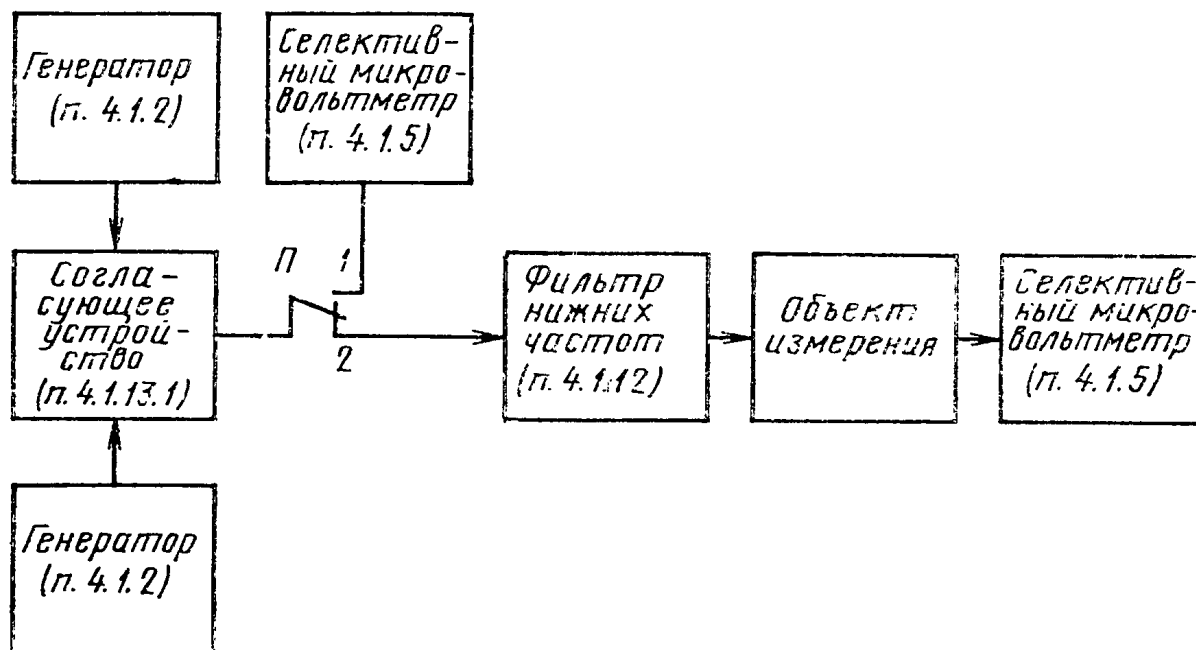 Генератор
(п. 4.1.2)
Селектив-
ный микро-
вольтметр
(п. 4.1.5)
Согла-
сующее
устрой-
ство
(п.4.1.13.1)
П 1
2
Фильтр
нижних
частот
(п. 4.1.12)
Объект
измерения
Селектив-
ный микро-
вольтметр
(п. 4.1.5)
Генератор
(п. 4.1.2)